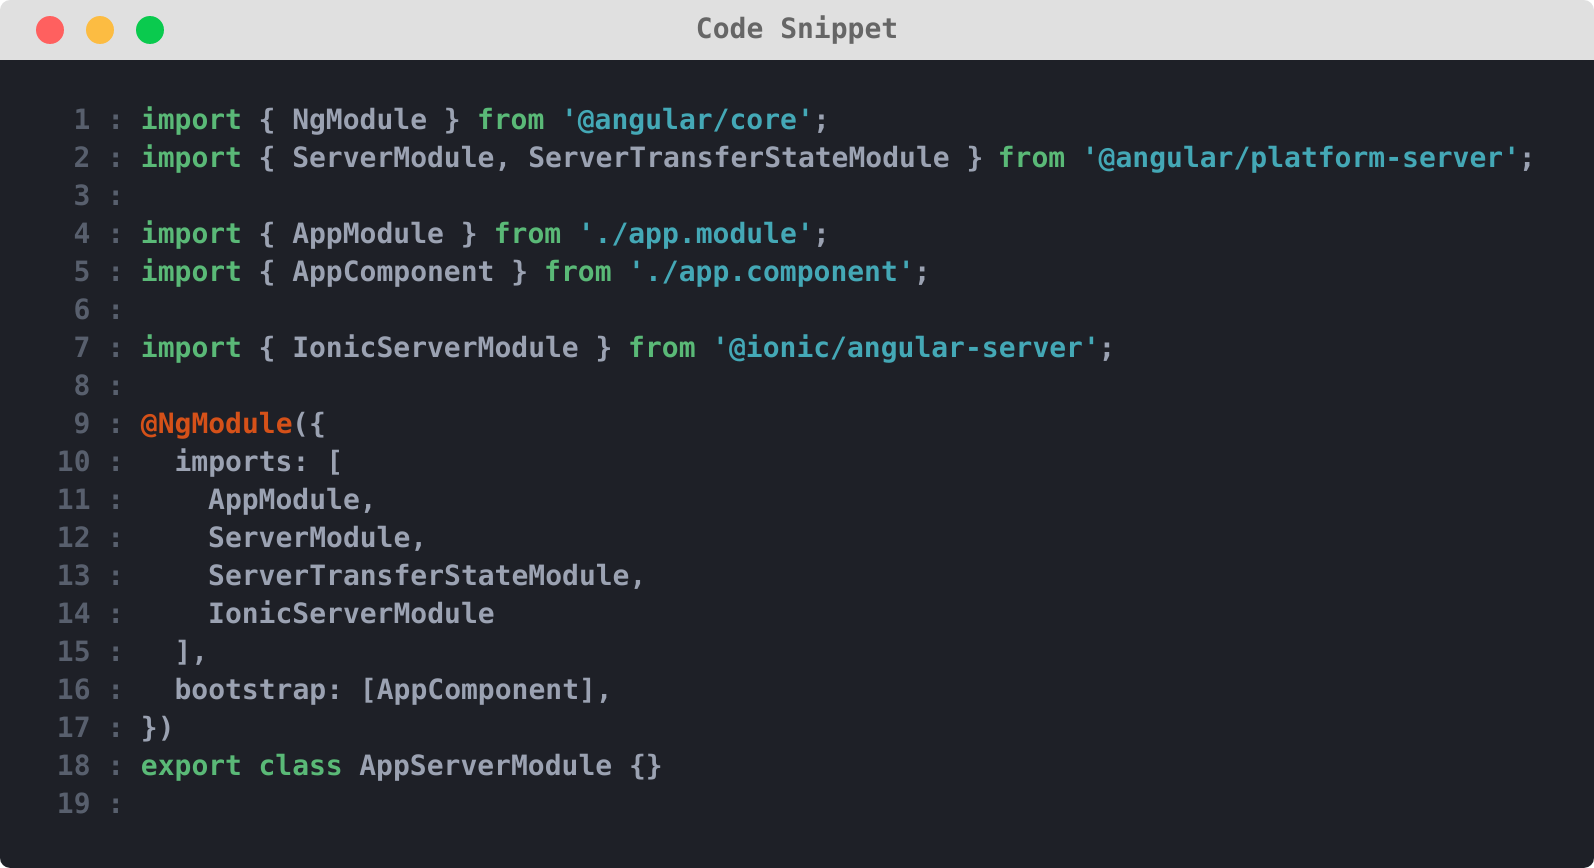 Code Snippet
1 : import { NgModule } from '@angular/core';
2 : import { ServerModule, ServerTransferStateModule } from '@angular/platform-server';
3 :
4 : import { AppModule } from './app.module';
5 : import { AppComponent } from './app.component';
6 :
7 : import { IonicServerModule } from '@ionic/angular-server';
8 :
9 : @NgModule({
10 :   imports: [
11 :     AppModule,
12 :     ServerModule,
13 :     ServerTransferStateModule,
14 :     IonicServerModule
15 :   ],
16 :   bootstrap: [AppComponent],
17 : })
18 : export class AppServerModule {}
19 :